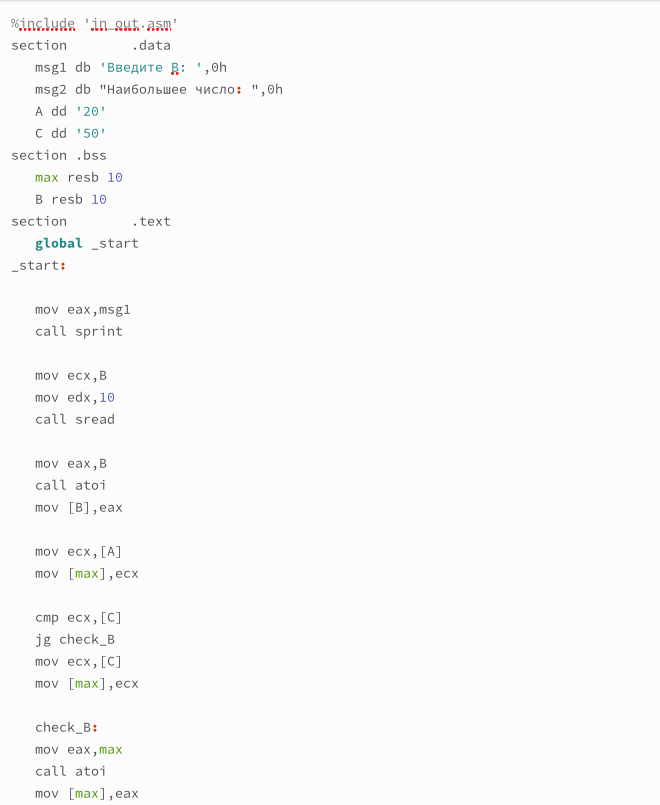 %include 'in_out.asm'
section        .data
   msg1 db 'Введите B: ',0h
   msg2 db "Наибольшее число: ",0h
   A dd '20'
   C dd '50'
section .bss
   max resb 10
   B resb 10
section        .text
   global _start
_start:
   mov eax,msg1
   call sprint
   mov ecx,B
   mov edx,10
   call sread
   mov eax,B
   call atoi
   mov [B],eax
   mov ecx,[A]
   mov [max],ecx
   cmp ecx,[C]
   jg check_B
   mov ecx,[C]
   mov [max],ecx
   check_B:
   mov eax,max
   call atoi
   mov [max],eax